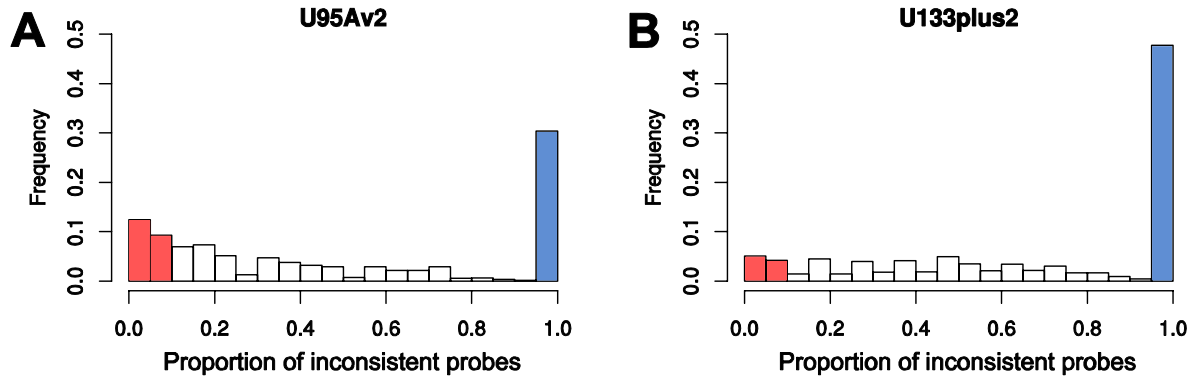 A
U95Av2
Frequency
0.0 0.1 0.2 0.3 0.4 0.5
0.0 0.2 0.4 0.6 0.8 1.0
Proportion of inconsistent probes
B
U133plus2
Frequency
0.0 0.1 0.2 0.3 0.4 0.5
0.0 0.2 0.4 0.6 0.8 1.0
Proportion of inconsistent probes